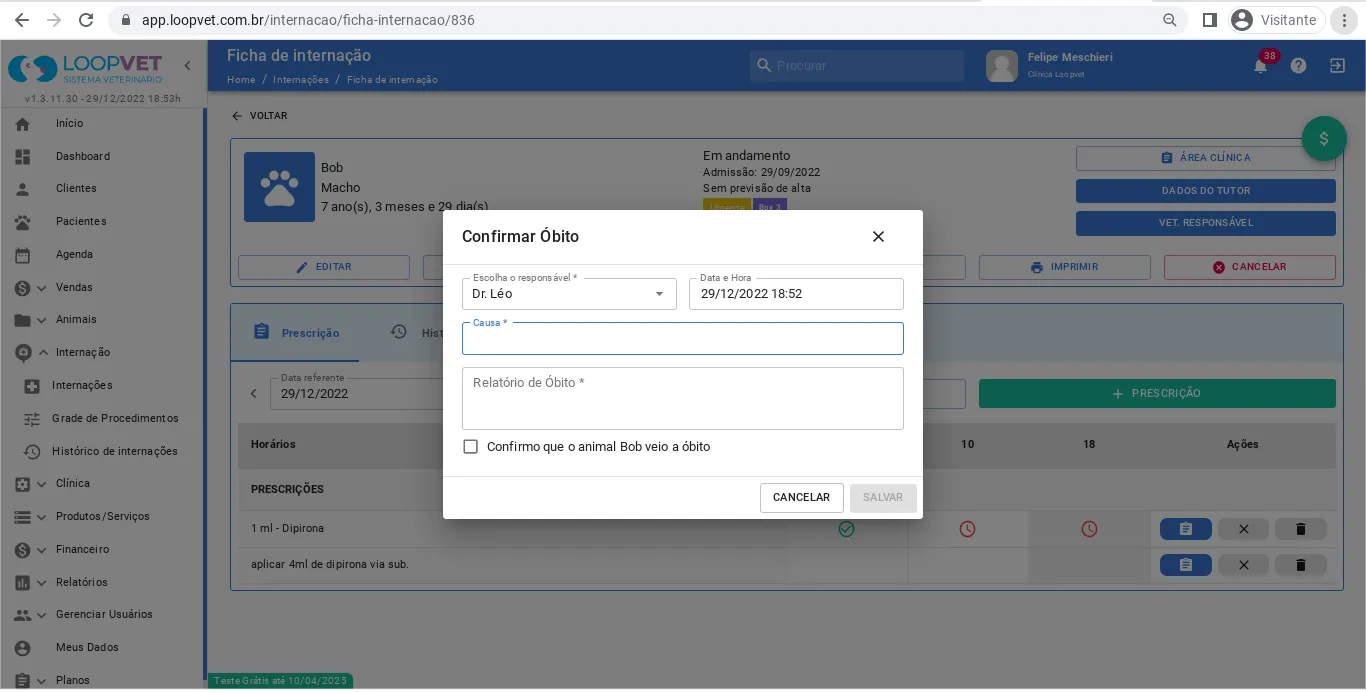 app.loopvet.com.br/internacao/ficha-internacao/836
Visitante
LOOPVET
SISTEMA VETERINÁRIO
v1.3.11.30 - 29/12/2022 18:53h
Início
Dashboard
Clientes
Pacientes
Agenda
Vendas
Animais
Internação
Internações
Grade de Procedimentos
Histórico de internações
Clínica
Produtos/Serviços
Financeiro
Relatórios
Gerenciar Usuários
Meus Dados
Planos
Ficha de internação
Home / Internações / Ficha de internação
Procurar
Felipe Meschieri
Clínica Loopvet
38
VOLTAR
$
Bob
Macho
7 ano(s), 3 meses e 29 dia(s)
Em andamento
Admissão: 29/09/2022
Sem previsão de alta
Urgente Box 3
ÁREA CLÍNICA
DADOS DO TUTOR
VET. RESPONSÁVEL
EDITAR
IMPRIMIR
CANCELAR
Prescrição
Hist
Data referente
29/12/2022
PRESCRIÇÃO
Horários 10 18 Ações
PRESCRIÇÕES
1 ml - Dipirona
aplicar 4ml de dipirona via sub.
Confirmar Óbito
Escolha o responsável *
Dr. Léo
Data e Hora
29/12/2022 18:52
Causa *
Relatório de Óbito *
Confirmo que o animal Bob veio a óbito
CANCELAR SALVAR
Teste Grátis até 10/04/2025